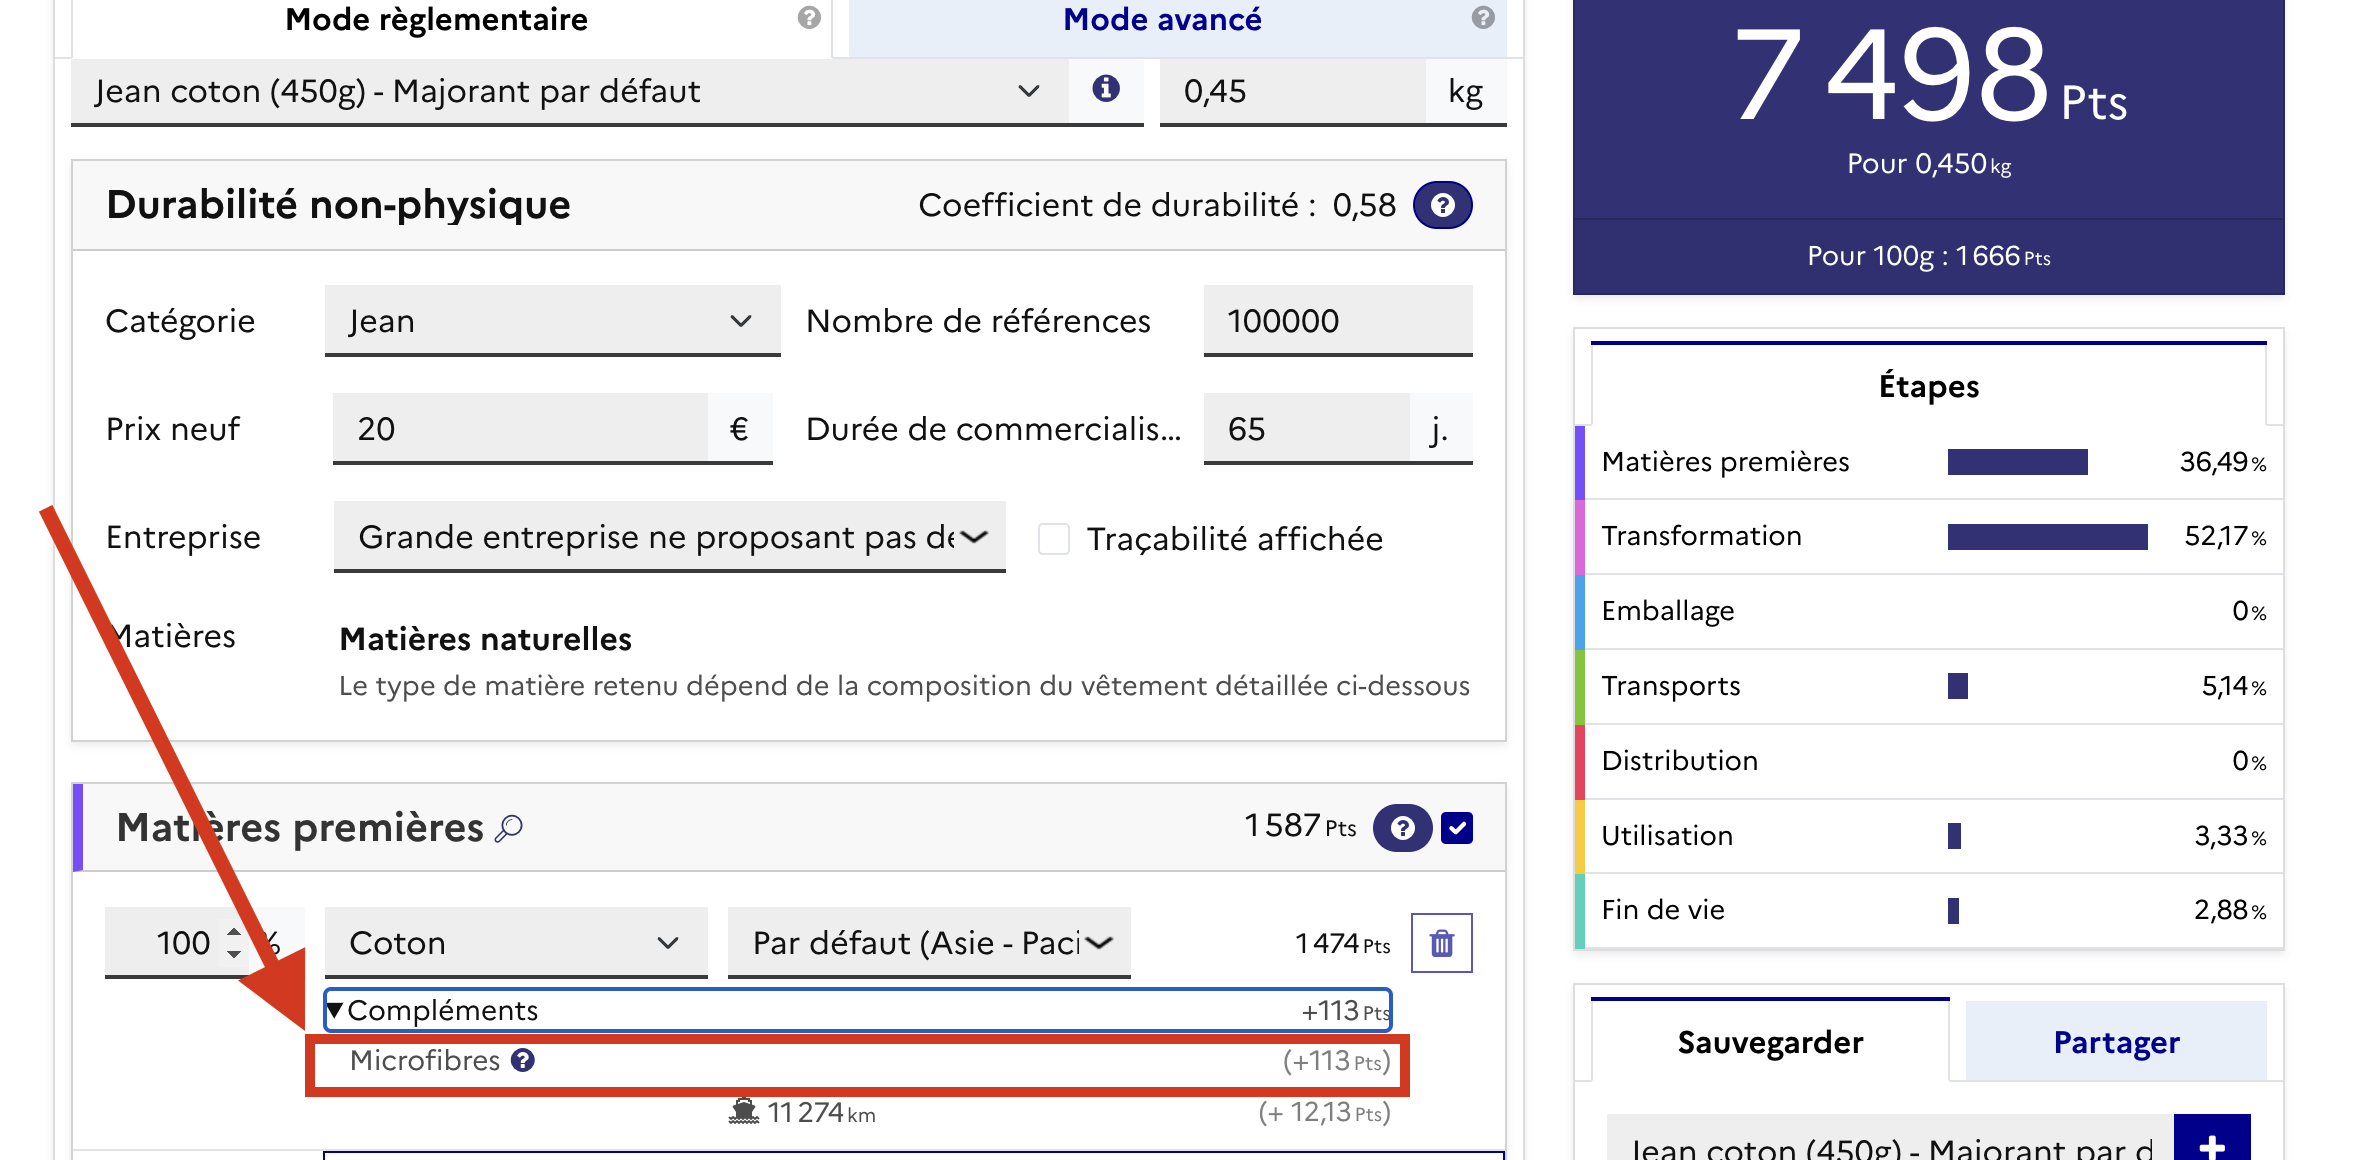 Mode règlementaire
Mode avancé
Jean coton (450g) - Majorant par défaut
0,45 kg
Durabilité non-physique
Coefficient de durabilité : 0,58
Catégorie
Jean
Nombre de références
100000
Prix neuf
20 €
Durée de commercialis...
65 j.
Entreprise
Grande entreprise ne proposant pas de
Traçabilité affichée
Matières
Matières naturelles
Le type de matière retenu dépend de la composition du vêtement détaillée ci-dessous
Matières premières
1 587 Pts
100 %
Coton
Par défaut (Asie - Paci
1 474 Pts
Compléments
+113 Pts
Microfibres
(+113 Pts)
11 274 km
(+ 12,13 Pts)
7 498 Pts
Pour 0,450 kg
Pour 100g : 1 666 Pts
Étapes
Matières premières 36,49 %
Transformation 52,17 %
Emballage 0 %
Transports 5,14 %
Distribution 0 %
Utilisation 3,33 %
Fin de vie 2,88 %
Sauvegarder
Partager
Jean coton (450g) - Majorant par d
+